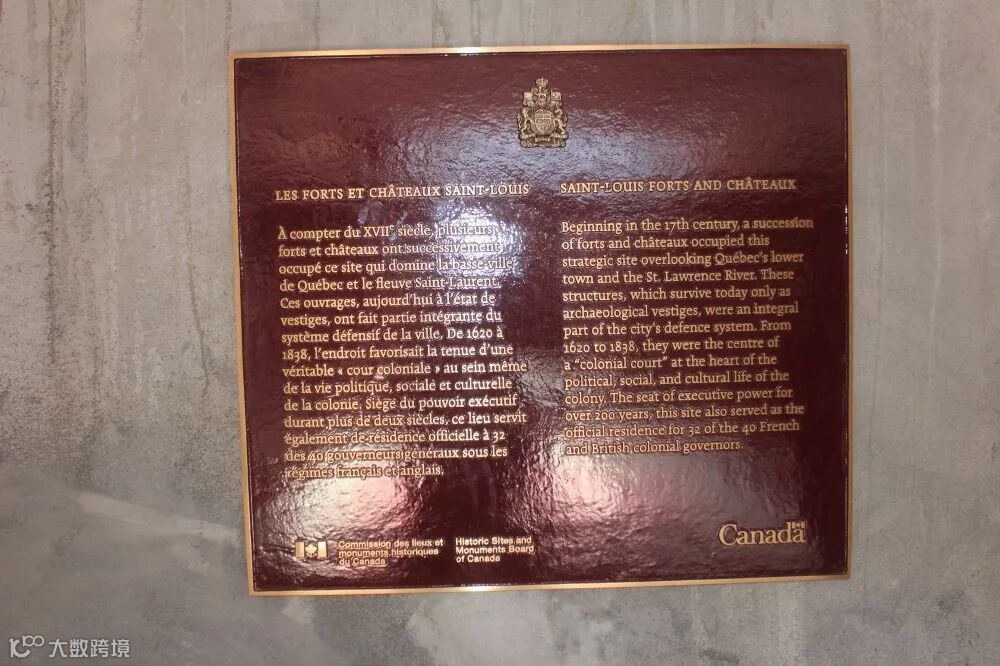 LES FORTS ET CHÂTEAUX SAINT-LOUIS
À compter du XVIIe siècle, plusieurs
forts et châteaux ont successivement
occupé ce site qui domine la basse-ville
de Québec et le fleuve Saint-Laurent.
Ces ouvrages, aujourd'hui à l'état de
vestiges, ont fait partie intégrante du
système défensif de la ville. De 1620 à
1838, l'endroit favorisait la tenue d'une
véritable « cour coloniale » au sein même
de la vie politique, sociale et culturelle
de la colonie. Siège du pouvoir exécutif
durant plus de deux siècles, ce lieu servit
également de résidence officielle à 32
des 40 gouverneurs généraux sous les
régimes français et anglais.
SAINT-LOUIS FORTS AND CHÂTEAUX
Beginning in the 17th century, a succession
of forts and châteaux occupied this
strategic site overlooking Québec's lower
town and the St. Lawrence River. These
structures, which survive today only as
archaeological vestiges, were an integral
part of the city's defence system. From
1620 to 1838, they were the centre of
a "colonial court" at the heart of the
political, social, and cultural life of the
colony. The seat of executive power for
over 200 years, this site also served as the
official residence for 32 of the 40 French
and British colonial governors.
Commission des lieux et
monuments historiques
du Canada
Historic Sites and
Monuments Board
of Canada
Canada
大数跨境